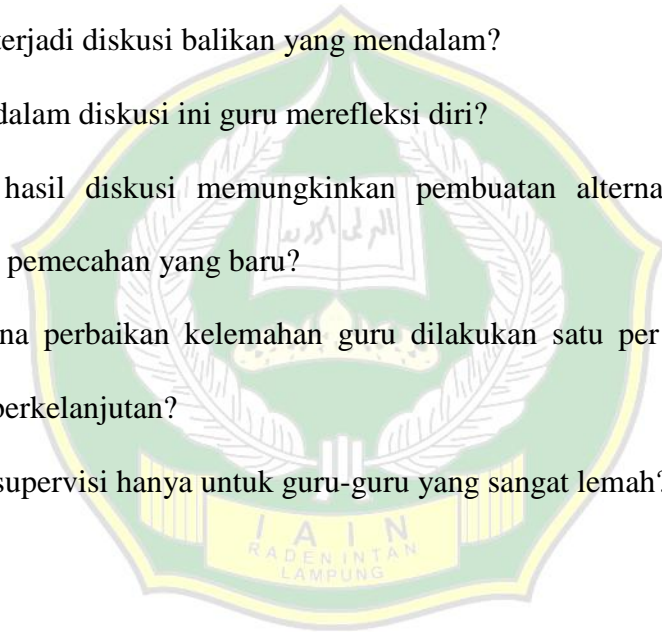 terjadi diskusi balikan yang mendalam?
dalam diskusi ini guru merefleksi diri?
hasil diskusi memungkinkan pembuatan alterna
pemecahan yang baru?
na perbaikan kelemahan guru dilakukan satu per
berkelanjutan?
supervisi hanya untuk guru-guru yang sangat lemah?
I A I N
RADEN INTAN
LAMPUNG